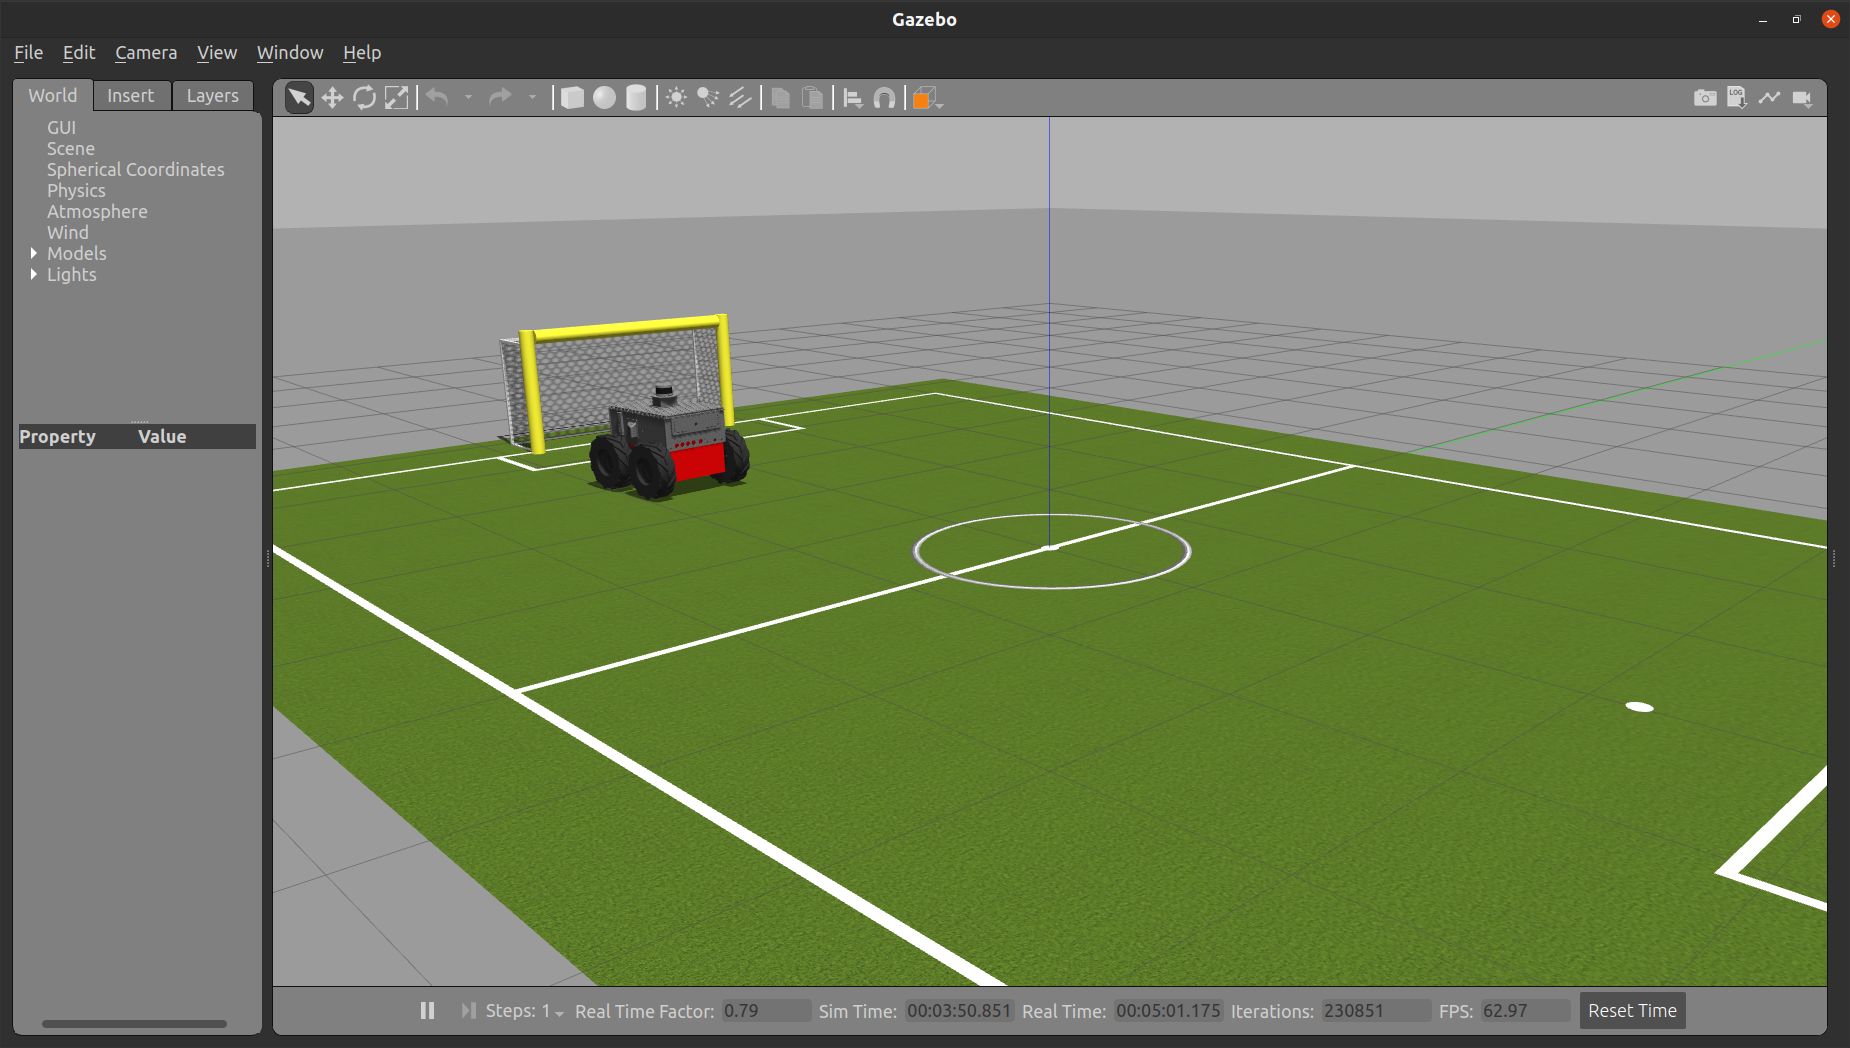 Gazebo
File Edit Camera View Window Help
World Insert Layers
LOG
GUI
Scene
Spherical Coordinates
Physics
Atmosphere
Wind
Models
Lights
Property Value
Steps: 1 Real Time Factor: 0.79 Sim Time: 00:03:50.851 Real Time: 00:05:01.175 Iterations: 230851 FPS: 62.97 Reset Time